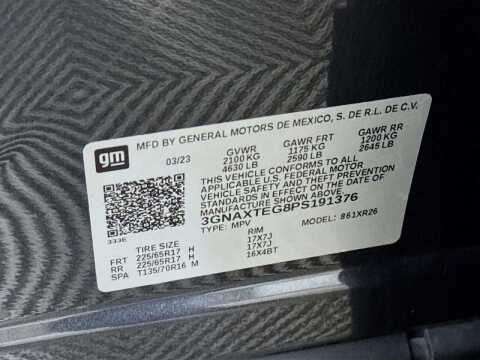 gm
MFD BY GENERAL MOTORS DE MEXICO, S. DE R.L. DE C.V.
03/23 GVWR GAWR FRT GAWR RR
2100 KG 1175 KG 1200 KG
4630 LB 2590 LB 2645 LB
THIS VEHICLE CONFORMS TO ALL
APPLICABLE U.S. FEDERAL MOTOR
VEHICLE SAFETY AND THEFT PREVENTION
STANDARDS IN EFFECT ON THE DATE OF
MANUFACTURE SHOWN ABOVE.
3GNAXTEG8PS191376
TYPE: MPV MODEL: 861XR26
333E
TIRE SIZE RIM
FRT 225/65R17 H 17X7J
RR 225/65R17 H 17X7J
SPA T135/70R16 M 16X4BT